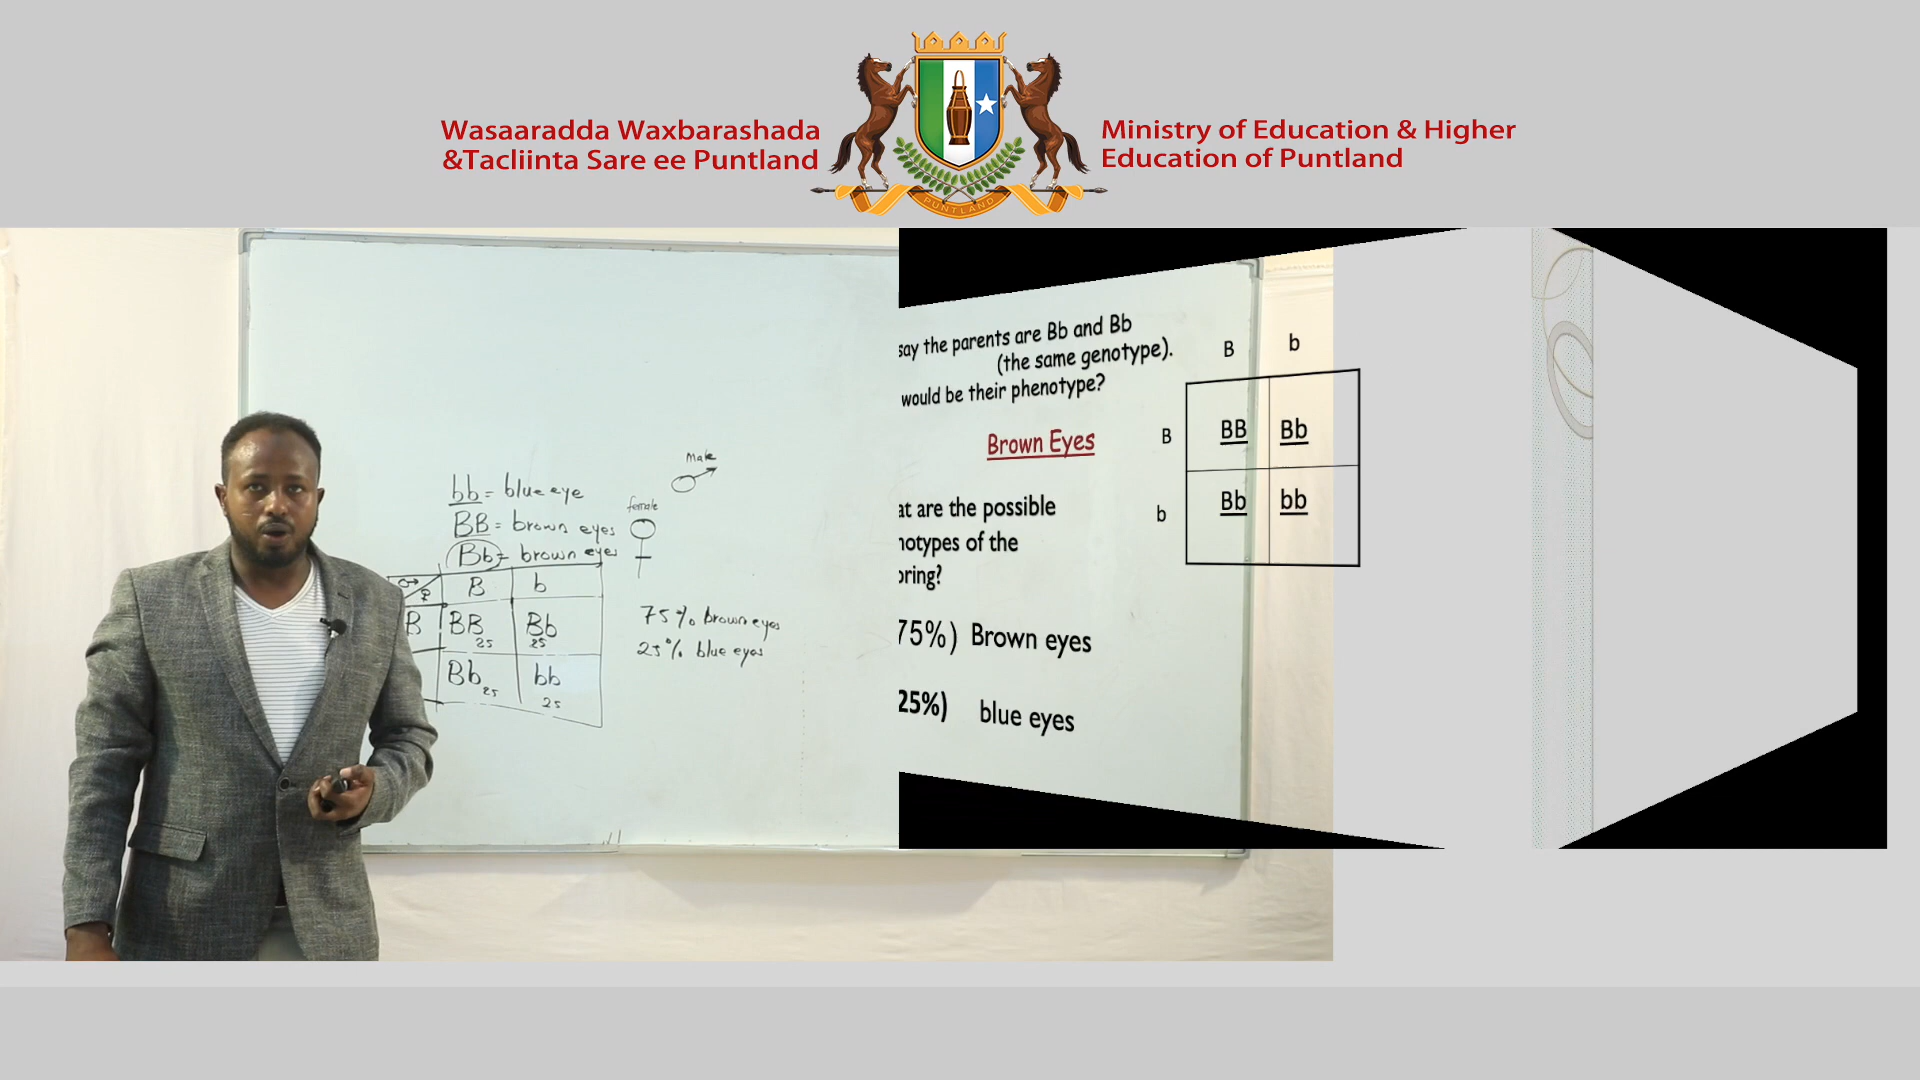 Wasaaradda Waxbarashada
&Tacliinta Sare ee Puntland
PUNTLAND
Ministry of Education & Higher
Education of Puntland
Male
female
bb = blue eye
BB = brown eyes
Bb = brown eyes
♂ ♀ B b
B BB 25 Bb 25
Bb 25 bb 25
75% brown eyes
25% blue eyes
say the parents are Bb and Bb
(the same genotype).
would be their phenotype?
Brown Eyes
at are the possible
notypes of the
pring?
75%) Brown eyes
25%) blue eyes
B b
B BB Bb
b Bb bb